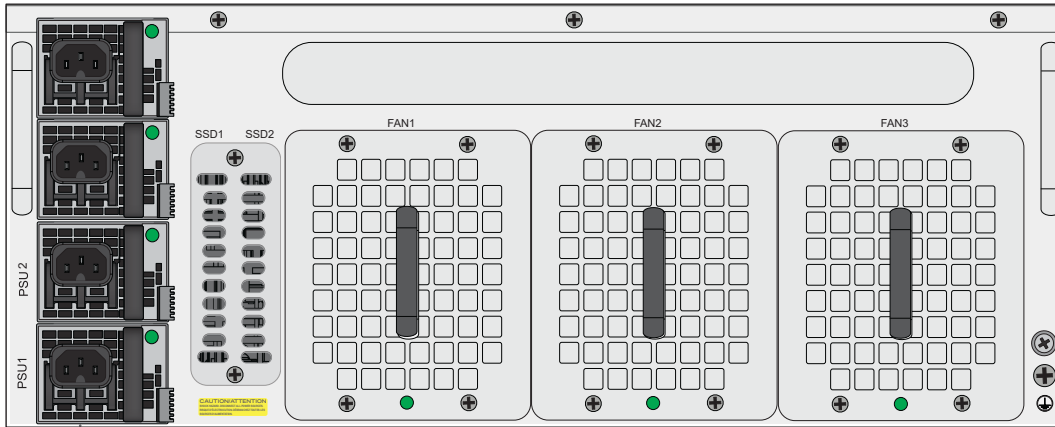 SSD1 SSD2
FAN1 FAN2 FAN3
PSU 2
PSU1
CAUTION/ATTENTION